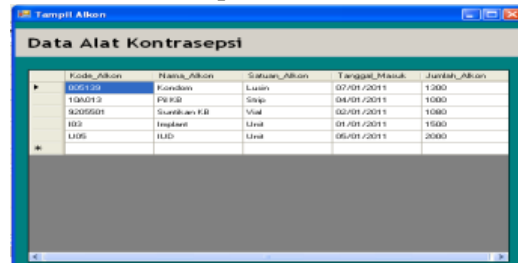 Tampil Alkon
Data Alat Kontrasepsi
Kode_Alkon Nama_Alkon Satuan_Alkon Tanggal_Masuk Jumlah_Alkon
005139 Kondom Lusin 07/01/2011 1300
10A013 Pil KB Strip 04/01/2011 1000
9205501 Suntikan KB Vial 02/01/2011 1080
I03 Implant Unit 01/01/2011 1500
U05 IUD Unit 05/01/2011 2000